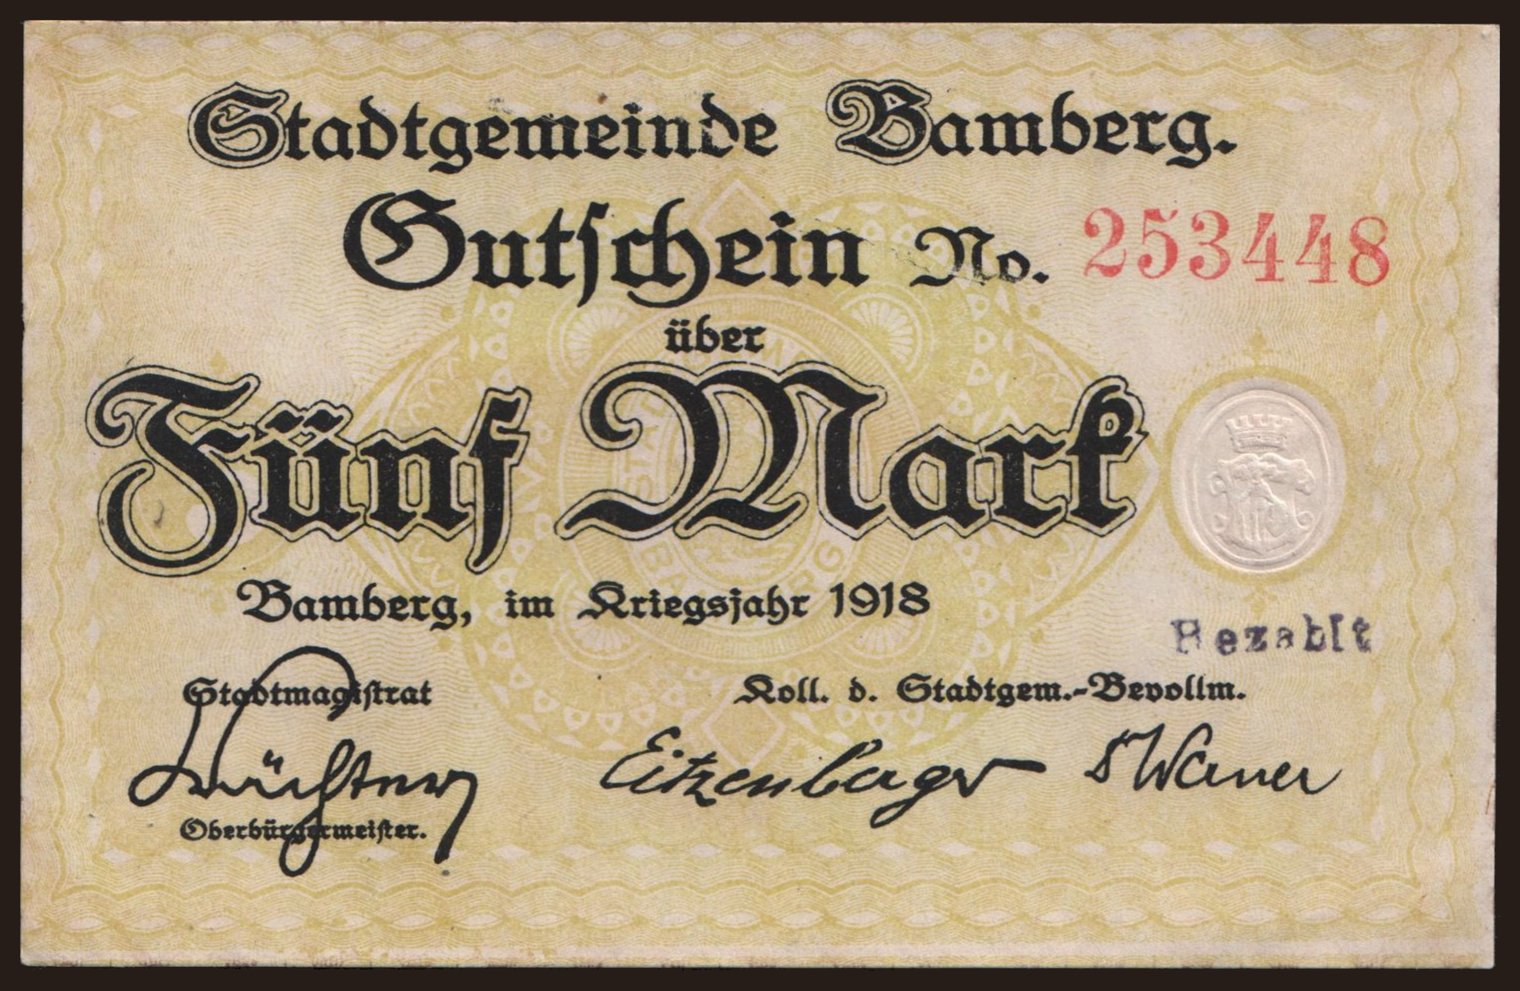 Stadtgemeinde Bamberg.
Gutschein No. 253448
über
Fünf Mark
Bamberg, im Kriegsjahr 1918
Bezahlt
Stadtmagistrat Koll. d. Stadtgem.-Bevollm.
Oberbürgermeister.